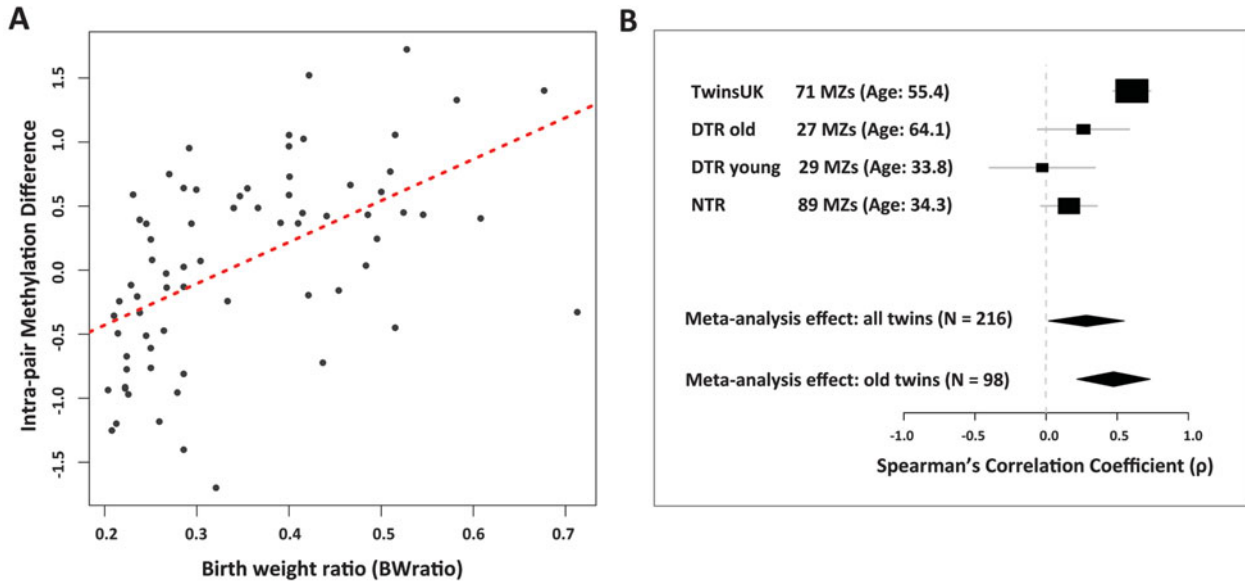 A
Intra-pair Methylation Difference
1.5
1.0
0.5
0.0
-0.5
-1.0
-1.5
0.2 0.3 0.4 0.5 0.6 0.7
Birth weight ratio (BWratio)
B
TwinsUK 71 MZs (Age: 55.4)
DTR old 27 MZs (Age: 64.1)
DTR young 29 MZs (Age: 33.8)
NTR 89 MZs (Age: 34.3)
Meta-analysis effect: all twins (N = 216)
Meta-analysis effect: old twins (N = 98)
-1.0 0.0 0.5 1.0
Spearman's Correlation Coefficient (ρ)